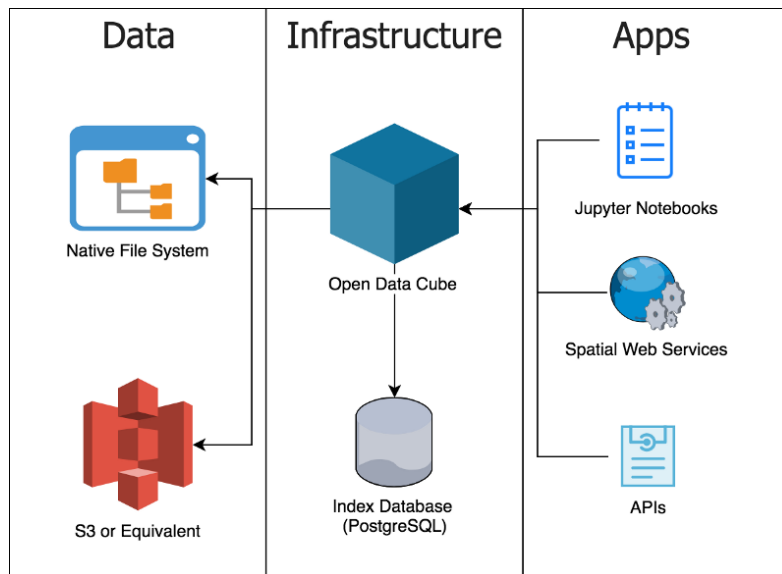 Data
Infrastructure
Apps
Native File System
S3 or Equivalent
Open Data Cube
Index Database
(PostgreSQL)
Jupyter Notebooks
Spatial Web Services
APIs